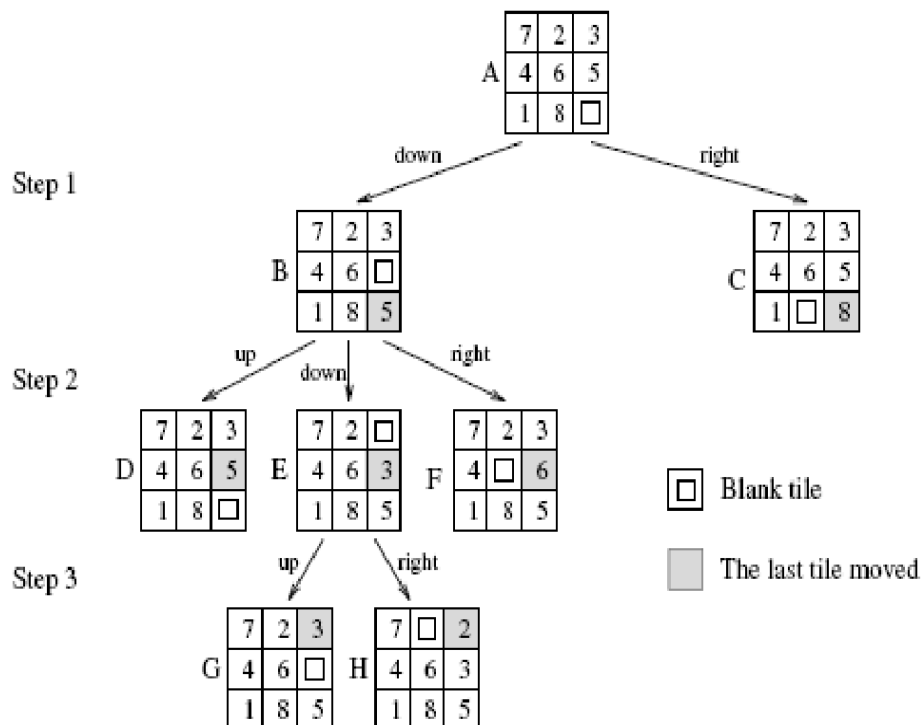 7 2 3
A 4 6 5
1 8
down right
Step 1
7 2 3 7 2 3
B 4 6 C 4 6 5
1 8 5 1 8
up down right
Step 2
7 2 3 7 2 7 2 3
D 4 6 5 E 4 6 3 F 4 6
1 8 1 8 5 1 8 5
Blank tile
up right
Step 3
The last tile moved
7 2 3 7 2
G 4 6 H 4 6 3
1 8 5 1 8 5